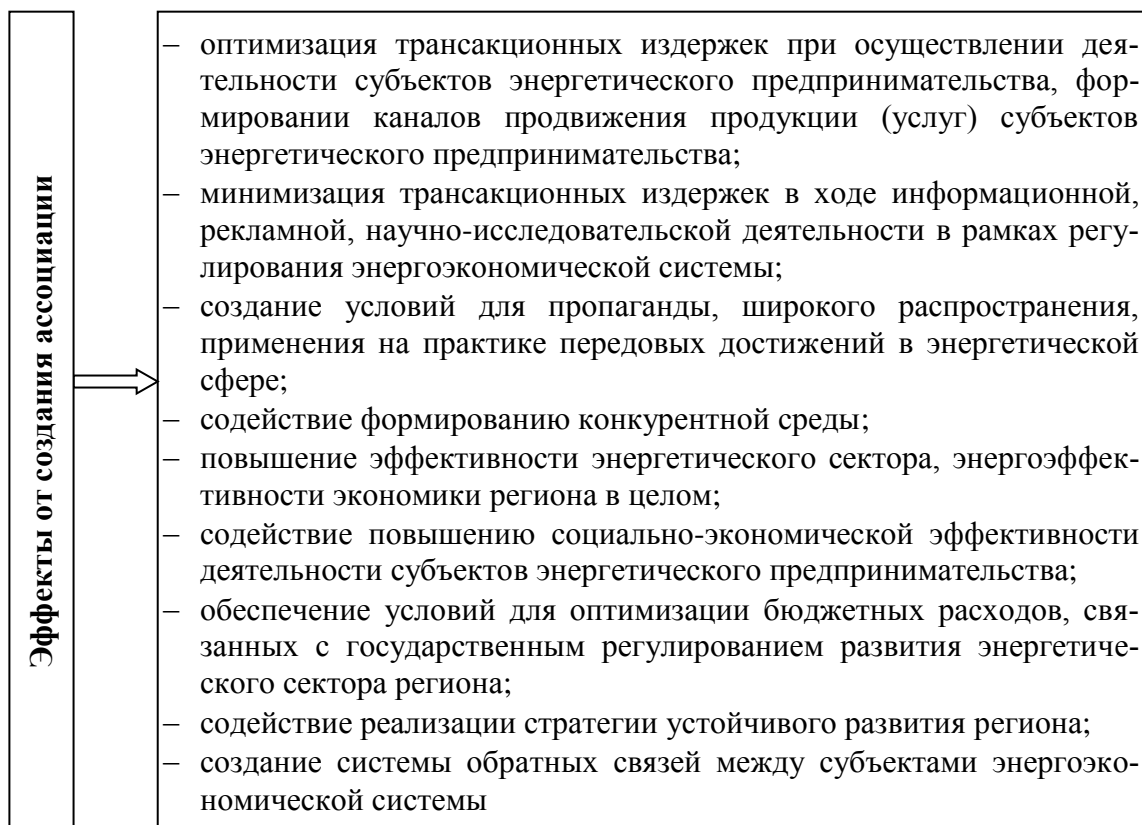 Эффекты от создания ассоциации
– оптимизация трансакционных издержек при осуществлении дея-
тельности субъектов энергетического предпринимательства, фор-
мировании каналов продвижения продукции (услуг) субъектов
энергетического предпринимательства;
– минимизация трансакционных издержек в ходе информационной,
рекламной, научно-исследовательской деятельности в рамках регу-
лирования энергоэкономической системы;
– создание условий для пропаганды, широкого распространения,
применения на практике передовых достижений в энергетической
сфере;
– содействие формированию конкурентной среды;
– повышение эффективности энергетического сектора, энергоэффек-
тивности экономики региона в целом;
– содействие повышению социально-экономической эффективности
деятельности субъектов энергетического предпринимательства;
– обеспечение условий для оптимизации бюджетных расходов, свя-
занных с государственным регулированием развития энергетиче-
ского сектора региона;
– содействие реализации стратегии устойчивого развития региона;
– создание системы обратных связей между субъектами энергоэко-
номической системы